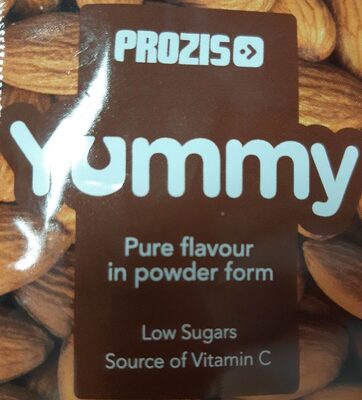 PROZIS
Yummy
Pure flavour
in powder form
Low Sugars
Source of Vitamin C